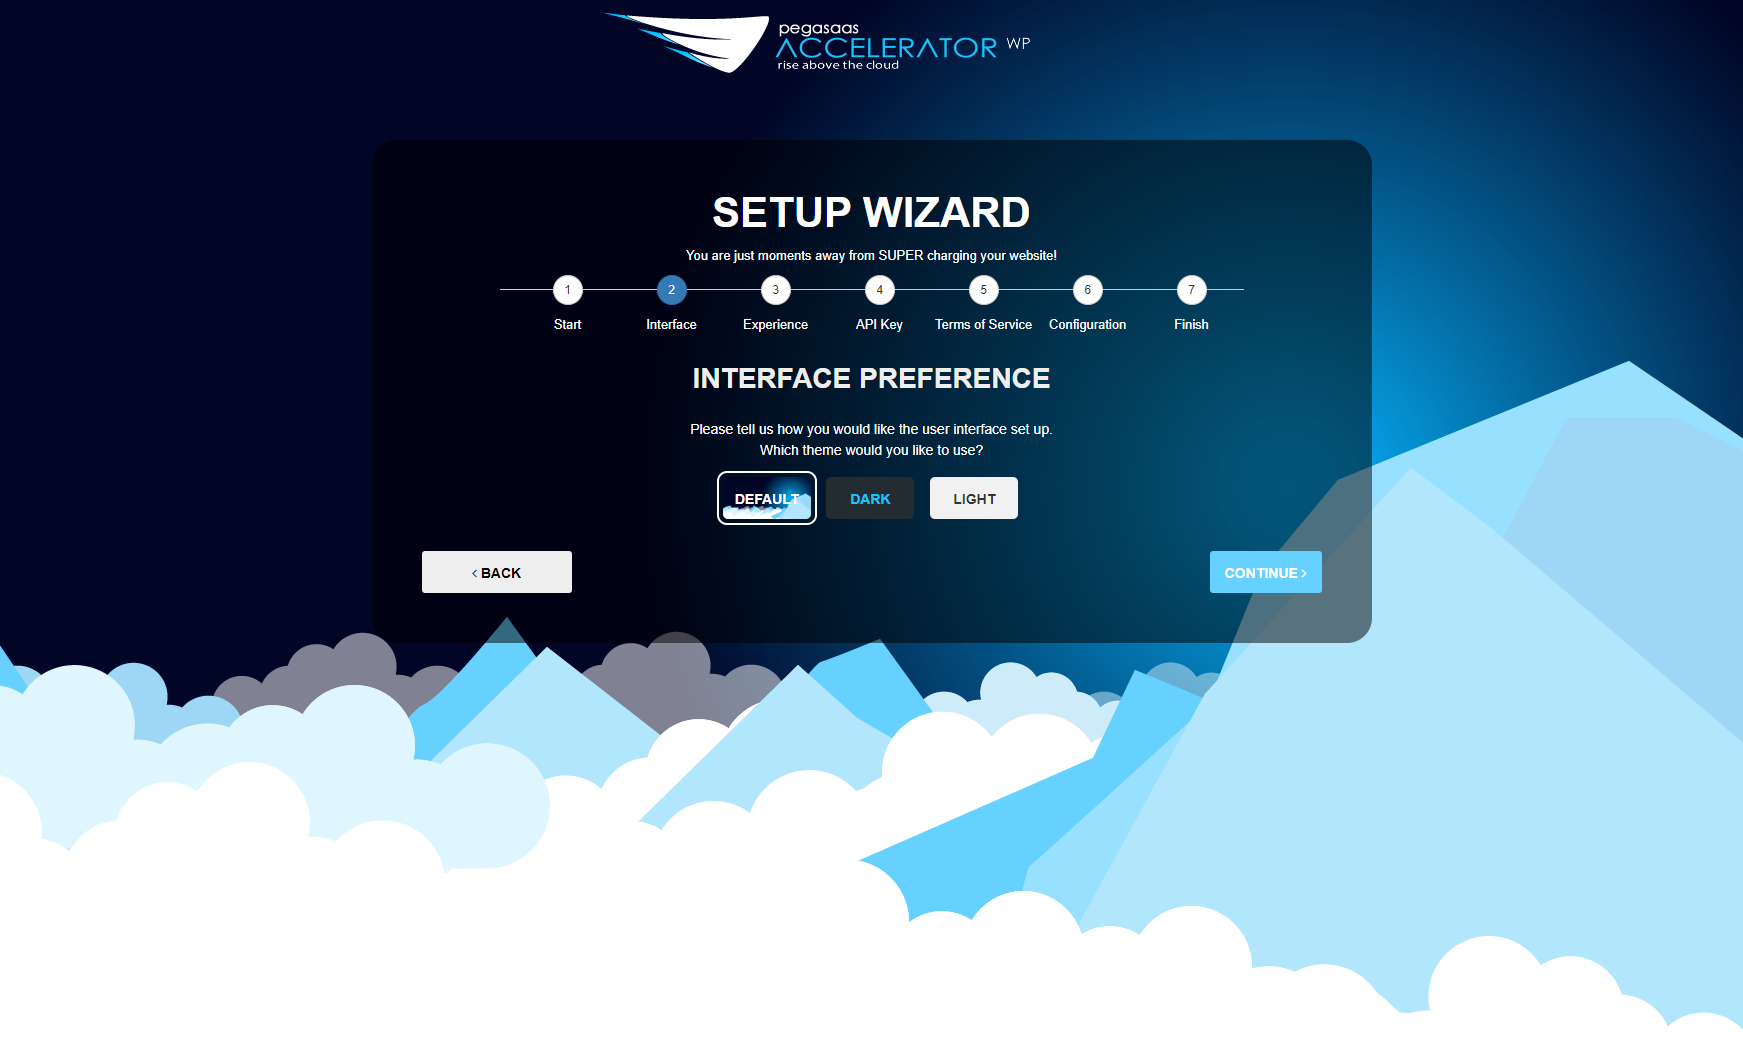 pegasaas
ACCELERATOR WP
rise above the cloud
SETUP WIZARD
You are just moments away from SUPER charging your website!
1 2 3 4 5 6 7
Start Interface Experience API Key Terms of Service Configuration Finish
INTERFACE PREFERENCE
Please tell us how you would like the user interface set up.
Which theme would you like to use?
DEFAULT DARK LIGHT
‹ BACK CONTINUE ›